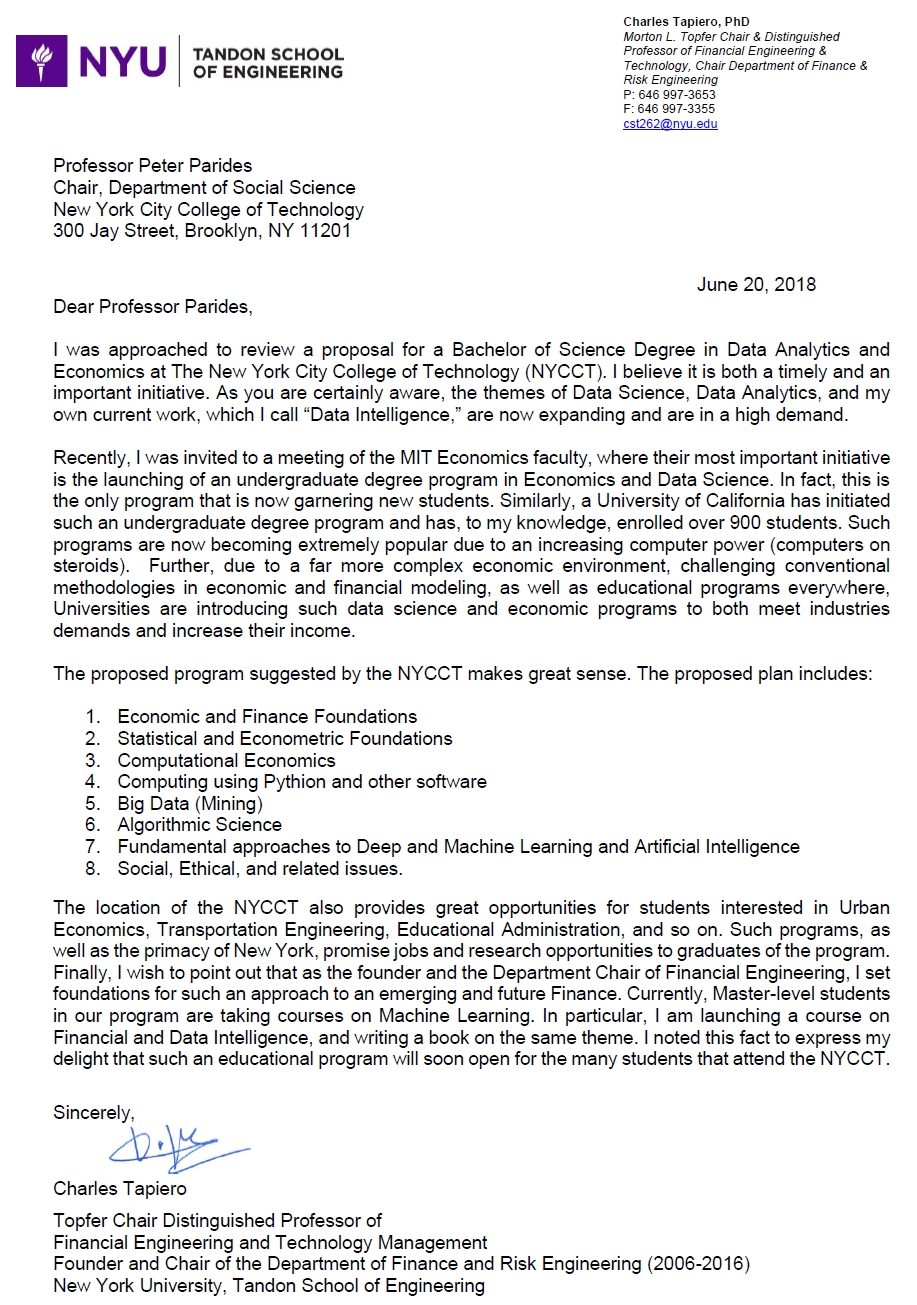 NYU
TANDON SCHOOL
OF ENGINEERING
Charles Tapiero, PhD
Morton L. Topfer Chair & Distinguished
Professor of Financial Engineering &
Technology, Chair Department of Finance &
Risk Engineering
P: 646 997-3653
F: 646 997-3355
cst262@nyu.edu
Professor Peter Parides
Chair, Department of Social Science
New York City College of Technology
300 Jay Street, Brooklyn, NY 11201
June 20, 2018
Dear Professor Parides,
I was approached to review a proposal for a Bachelor of Science Degree in Data Analytics and
Economics at The New York City College of Technology (NYCCT). I believe it is both a timely and an
important initiative. As you are certainly aware, the themes of Data Science, Data Analytics, and my
own current work, which I call “Data Intelligence,” are now expanding and are in a high demand.
Recently, I was invited to a meeting of the MIT Economics faculty, where their most important initiative
is the launching of an undergraduate degree program in Economics and Data Science. In fact, this is
the only program that is now garnering new students. Similarly, a University of California has initiated
such an undergraduate degree program and has, to my knowledge, enrolled over 900 students. Such
programs are now becoming extremely popular due to an increasing computer power (computers on
steroids). Further, due to a far more complex economic environment, challenging conventional
methodologies in economic and financial modeling, as well as educational programs everywhere,
Universities are introducing such data science and economic programs to both meet industries
demands and increase their income.
The proposed program suggested by the NYCCT makes great sense. The proposed plan includes:
1. Economic and Finance Foundations
2. Statistical and Econometric Foundations
3. Computational Economics
4. Computing using Pythion and other software
5. Big Data (Mining)
6. Algorithmic Science
7. Fundamental approaches to Deep and Machine Learning and Artificial Intelligence
8. Social, Ethical, and related issues.
The location of the NYCCT also provides great opportunities for students interested in Urban
Economics, Transportation Engineering, Educational Administration, and so on. Such programs, as
well as the primacy of New York, promise jobs and research opportunities to graduates of the program.
Finally, I wish to point out that as the founder and the Department Chair of Financial Engineering, I set
foundations for such an approach to an emerging and future Finance. Currently, Master-level students
in our program are taking courses on Machine Learning. In particular, I am launching a course on
Financial and Data Intelligence, and writing a book on the same theme. I noted this fact to express my
delight that such an educational program will soon open for the many students that attend the NYCCT.
Sincerely,
Charles Tapiero
Topfer Chair Distinguished Professor of
Financial Engineering and Technology Management
Founder and Chair of the Department of Finance and Risk Engineering (2006-2016)
New York University, Tandon School of Engineering